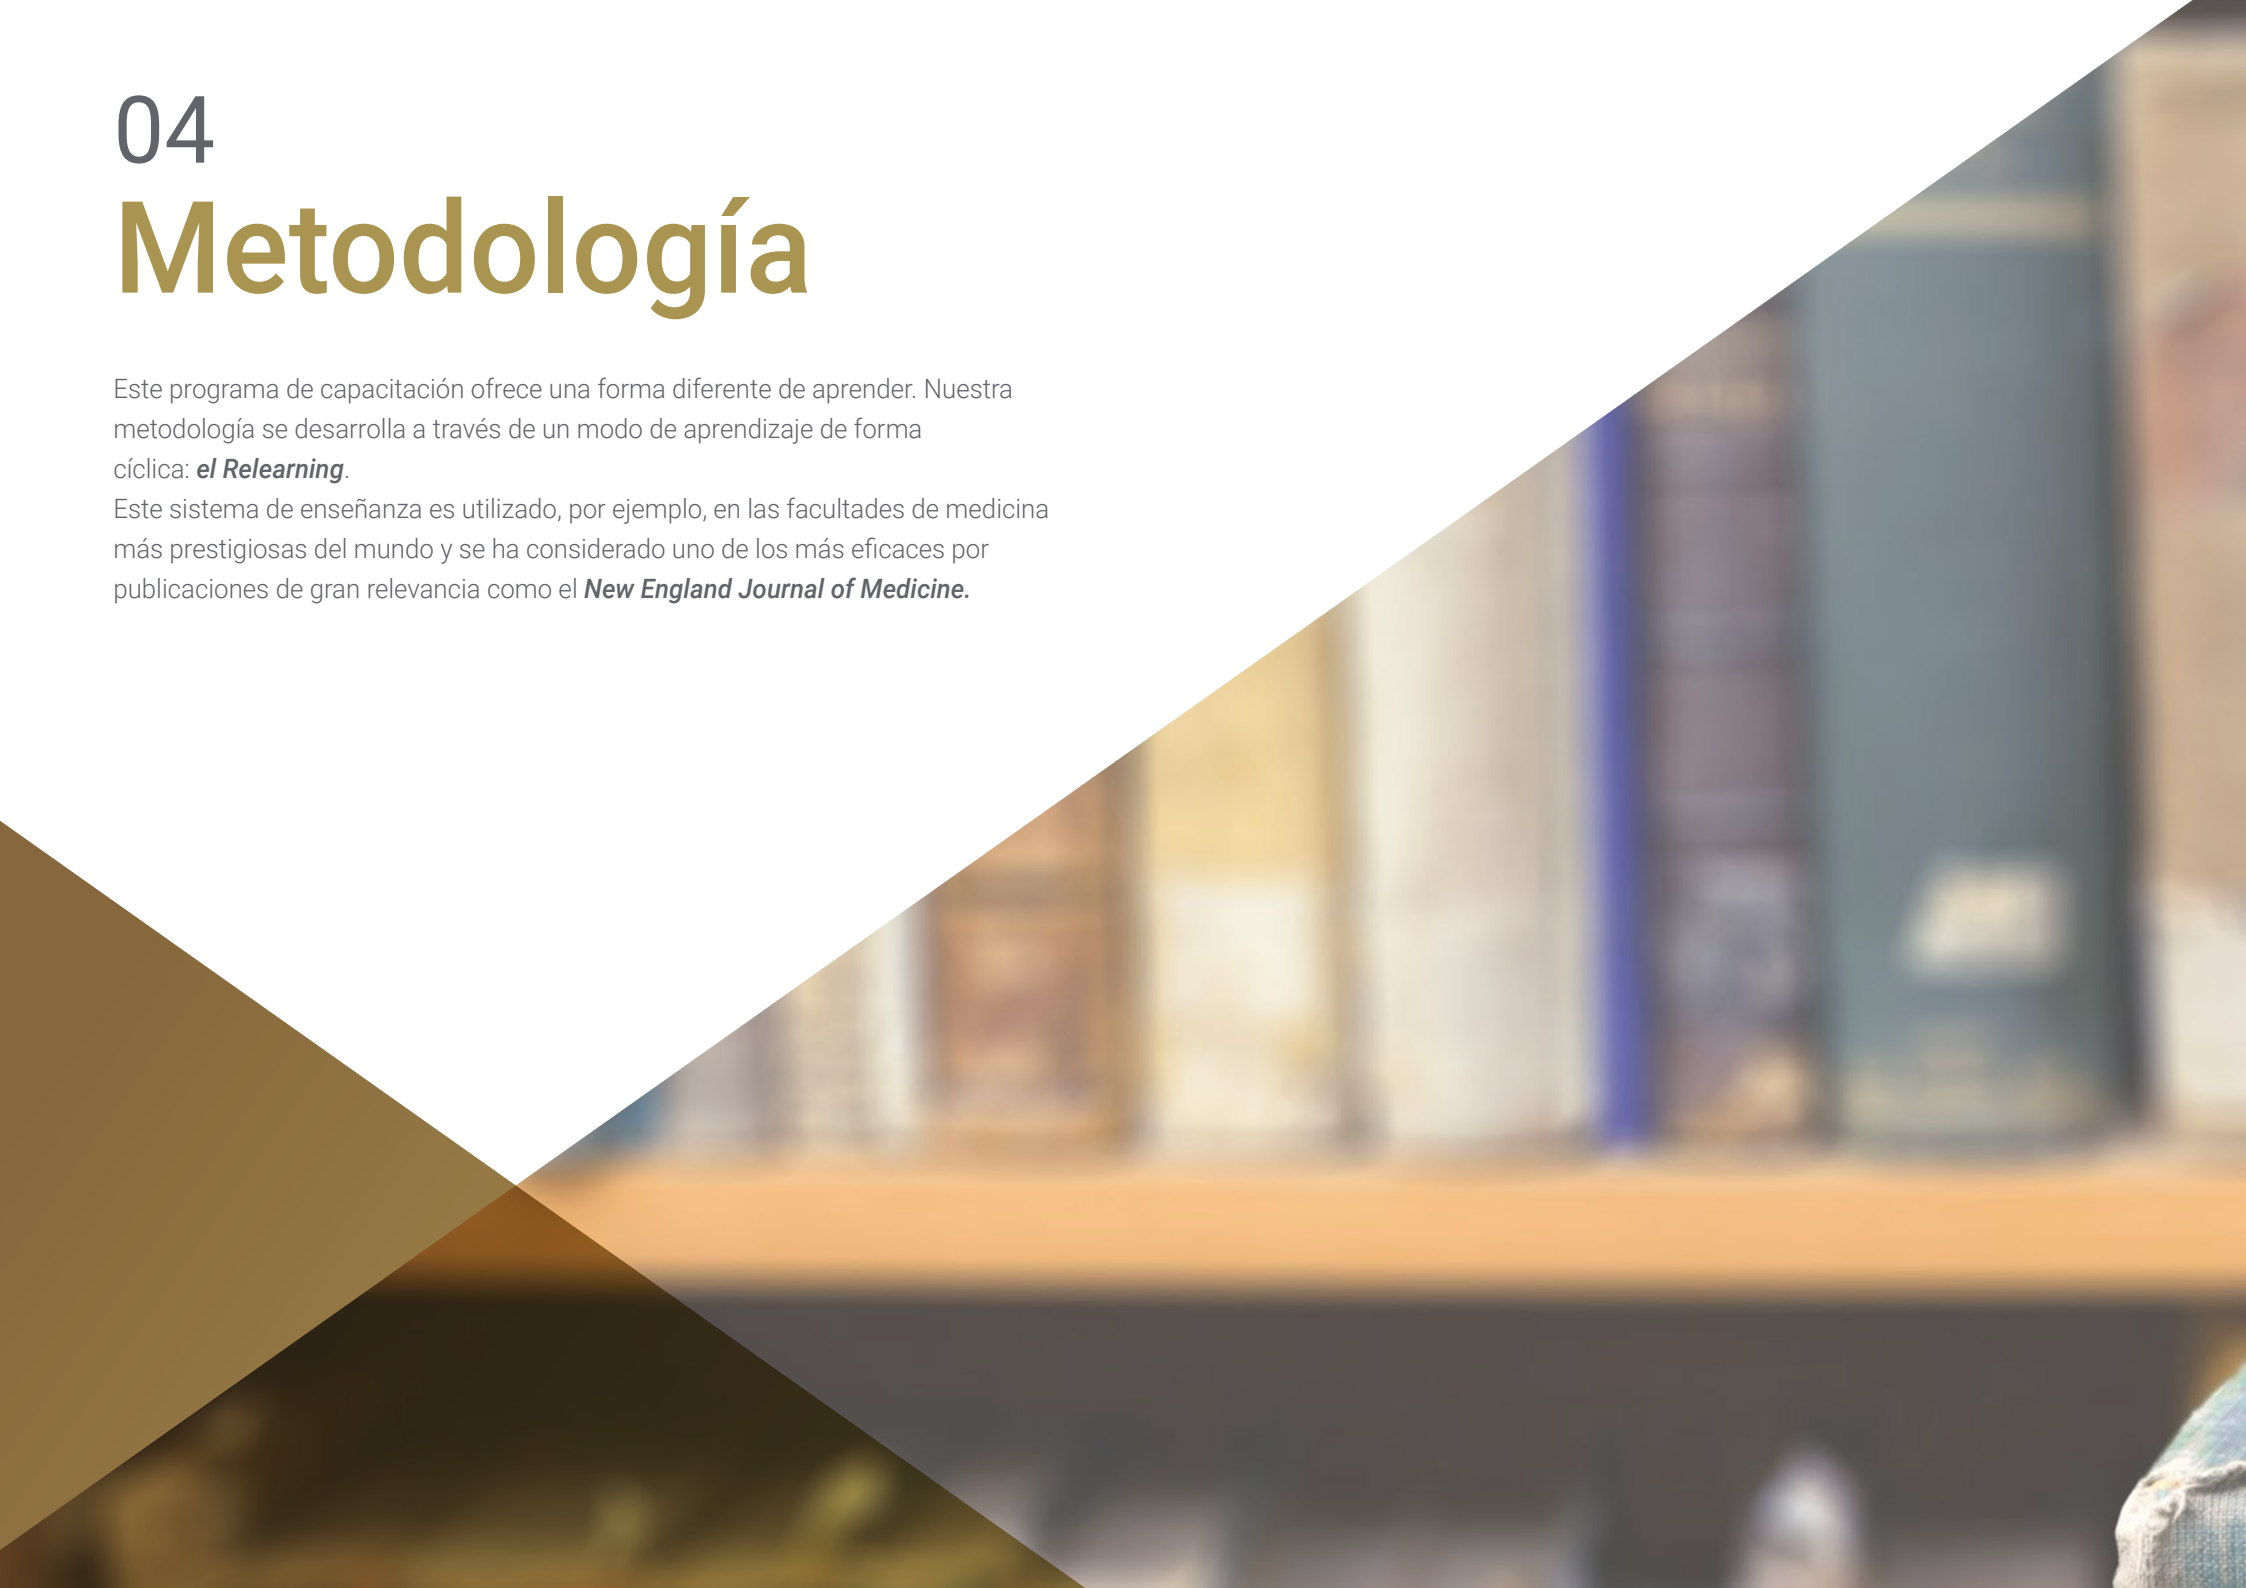 04
Metodología
Este programa de capacitación ofrece una forma diferente de aprender. Nuestra
metodología se desarrolla a través de un modo de aprendizaje de forma
cíclica: el Relearning.
Este sistema de enseñanza es utilizado, por ejemplo, en las facultades de medicina
más prestigiosas del mundo y se ha considerado uno de los más eficaces por
publicaciones de gran relevancia como el New England Journal of Medicine.